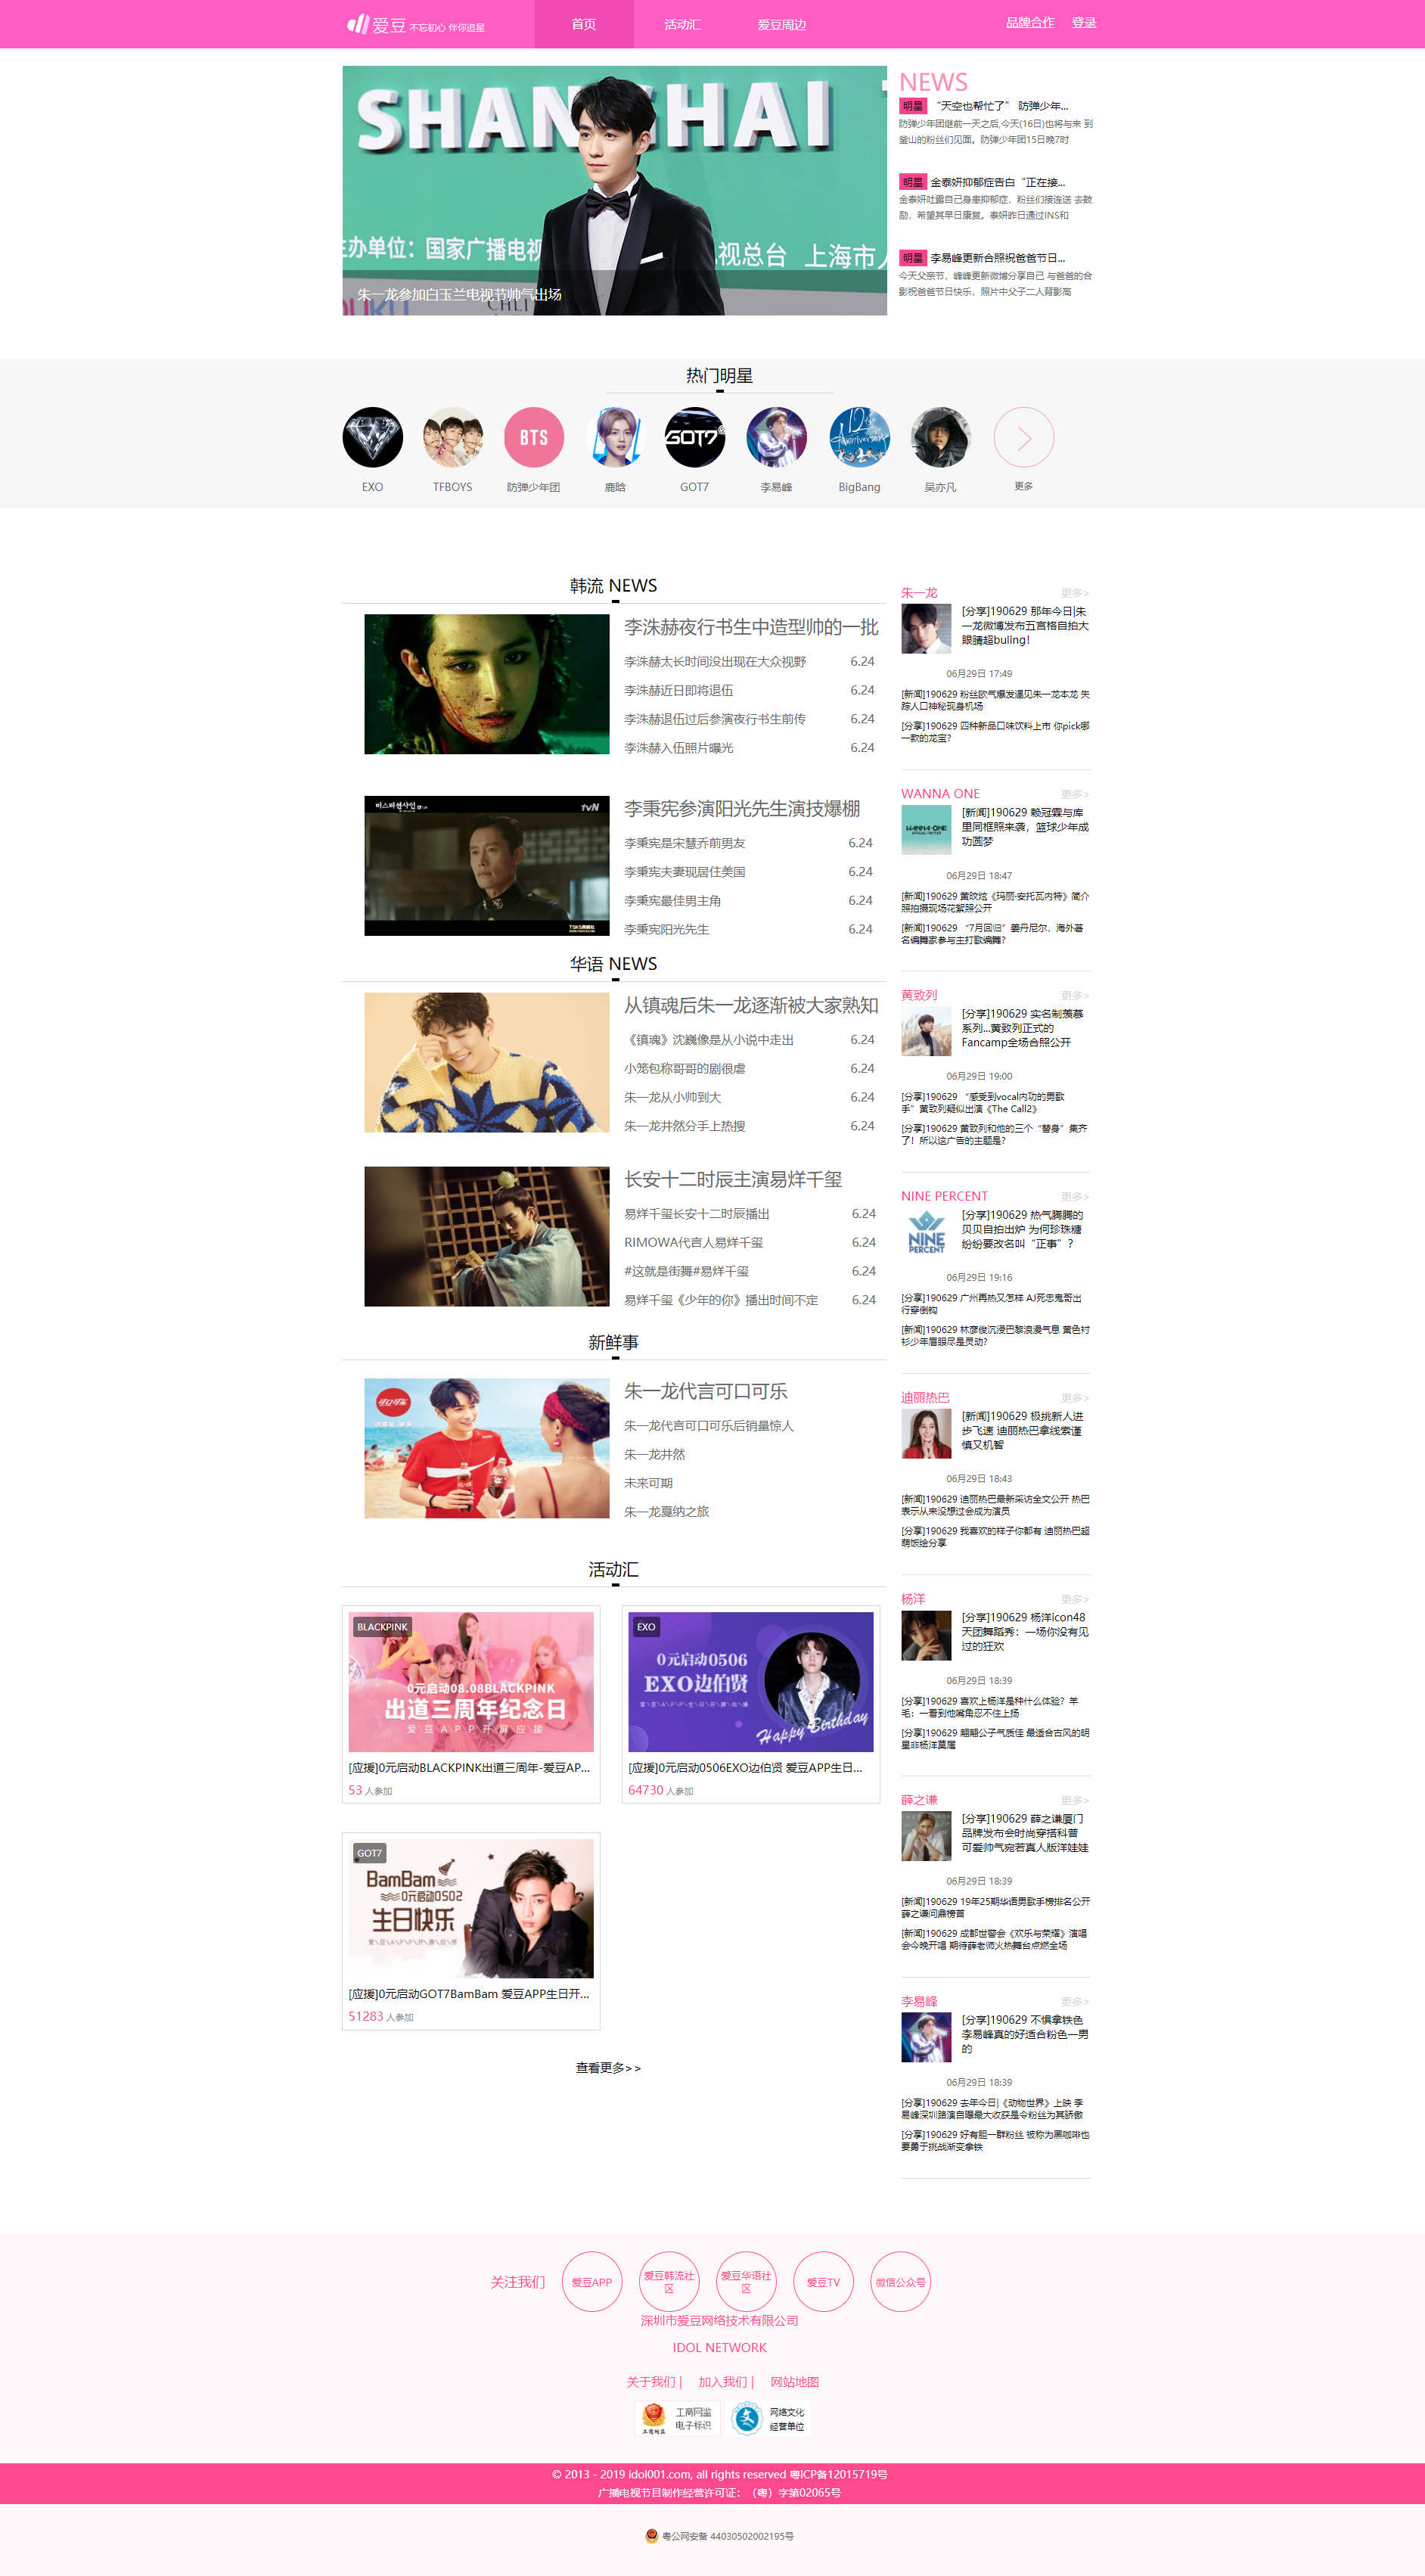 爱豆 不忘初心 伴你追星
首页
活动汇
爱豆周边
品牌合作
登录
SHANGHAI
主办单位：国家广播电视
视总台 上海市人
朱一龙参加白玉兰电视节帅气出场
NEWS
明星 “天空也帮忙了” 防弹少年...
防弹少年团继前一天之后,今天(16日)也将与来 到
釜山的粉丝们见面。防弹少年团15日晚7时
明星 金泰妍抑郁症告白“正在接...
金泰妍吐露自己身患抑郁症，粉丝们接连送 去鼓
励，希望其早日康复。泰妍昨日通过INS和
明星 李易峰更新合照祝爸爸节日...
今天父亲节，峰峰更新微博分享自己 与爸爸的合
影祝爸爸节日快乐，照片中父子二人背影高
热门明星
BTS
GOT7
EXO
TFBOYS
防弹少年团
鹿晗
GOT7
李易峰
BigBang
吴亦凡
更多
韩流 NEWS
李洙赫夜行书生中造型帅的一批
李洙赫太长时间没出现在大众视野 6.24
李洙赫近日即将退伍 6.24
李洙赫退伍过后参演夜行书生前传 6.24
李洙赫入伍照片曝光 6.24
미스터 션샤인
tvN
李秉宪参演阳光先生演技爆棚
李秉宪是宋慧乔前男友 6.24
李秉宪夫妻现居住美国 6.24
李秉宪最佳男主角 6.24
李秉宪阳光先生 6.24
华语 NEWS
从镇魂后朱一龙逐渐被大家熟知
《镇魂》沈巍像是从小说中走出 6.24
小笼包称哥哥的剧很虐 6.24
朱一龙从小帅到大 6.24
朱一龙井然分手上热搜 6.24
长安十二时辰主演易烊千玺
易烊千玺长安十二时辰播出 6.24
RIMOWA代言人易烊千玺 6.24
#这就是街舞#易烊千玺 6.24
易烊千玺《少年的你》播出时间不定 6.24
新鲜事
朱一龙代言可口可乐
朱一龙代言可口可乐后销量惊人
朱一龙井然
未来可期
朱一龙戛纳之旅
活动汇
BLACKPINK
0元启动08.08BLACKPINK
出道三周年纪念日
爱豆APP开屏应援
[应援]0元启动BLACKPINK出道三周年-爱豆AP...
53 人参加
EXO
0元启动0506
EXO边伯贤
Happy Birthday
[应援]0元启动0506EXO边伯贤 爱豆APP生日...
64730 人参加
GOT7
BamBam
0元启动0502
生日快乐
[应援]0元启动GOT7BamBam 爱豆APP生日开...
51283 人参加
查看更多>>
朱一龙 更多>
[分享]190629 那年今日|朱
一龙微博发布五宫格自拍大
眼睛超buling！
06月29日 17:49
[新闻]190629 粉丝欧气爆发遇见朱一龙本龙 失
踪人口神秘现身机场
[分享]190629 四种新品口味饮料上市 你pick哪
一款的龙宝？
WANNA ONE 更多>
WANNA·ONE
[新闻]190629 赖冠霖与库
里同框照来袭，篮球少年成
功圆梦
06月29日 18:47
[新闻]190629 黄旼炫《玛丽·安托瓦内特》简介
照拍摄现场花絮照公开
[新闻]190629 “7月回归”姜丹尼尔，海外著
名编舞家参与主打歌编舞？
黄致列 更多>
[分享]190629 实名制羡慕
系列...黄致列正式的
Fancamp全场合照公开
06月29日 19:00
[分享]190629 “感受到vocal内功的男歌
手”黄致列疑似出演《The Call2》
[分享]190629 黄致列和他的三个“替身”集齐
了！所以这广告的主题是？
NINE PERCENT 更多>
NINE
PERCENT
[分享]190629 热气腾腾的
贝贝自拍出炉 为何珍珠糖
纷纷要改名叫“正事”？
06月29日 19:16
[分享]190629 广州再热又怎样 AJ死忠鬼哥出
行穿倒钩
[新闻]190629 林彦俊沉浸巴黎浪漫气息 黄色衬
衫少年眉眼尽是灵动？
迪丽热巴 更多>
[新闻]190629 极挑新人进
步飞速 迪丽热巴拿线索谨
慎又机智
06月29日 18:43
[新闻]190629 迪丽热巴最新采访全文公开 热巴
表示从来没想过会成为演员
[分享]190629 我喜欢的样子你都有 迪丽热巴超
萌饭绘分享
杨洋 更多>
[分享]190629 杨洋icon48
天团舞蹈秀：一场你没有见
过的狂欢
06月29日 18:39
[分享]190629 喜欢上杨洋是种什么体验？羊
毛：一看到他嘴角忍不住上扬
[分享]190629 翩翩公子气质佳 最适合古风的明
星非杨洋莫属
薛之谦 更多>
[分享]190629 薛之谦厦门
品牌发布会时尚穿搭科普
可爱帅气宛若真人版洋娃娃
06月29日 18:39
[新闻]190629 19年25期华语男歌手榜排名公开
薛之谦问鼎榜首
[新闻]190629 成都世警会《欢乐与荣耀》演唱
会今晚开唱 期待薛老师火热舞台点燃全场
李易峰 更多>
[分享]190629 不惧拿铁色
李易峰真的好适合粉色一男
的
06月29日 18:39
[分享]190629 去年今日|《动物世界》上映 李
易峰深圳路演自曝最大收获是令粉丝为其骄傲
[分享]190629 好有胆一群粉丝 被称为黑咖啡也
要勇于挑战渐变拿铁
关注我们
爱豆APP
爱豆韩流社
区
爱豆华语社
区
爱豆TV
微信公众号
深圳市爱豆网络技术有限公司
IDOL NETWORK
关于我们 | 加入我们 | 网站地图
工商网监
工商网监
电子标识
网络文化
经营单位
© 2013 - 2019 idol001.com, all rights reserved 粤ICP备12015719号
广播电视节目制作经营许可证：（粤）字第02065号
粤公网安备 44030502002195号